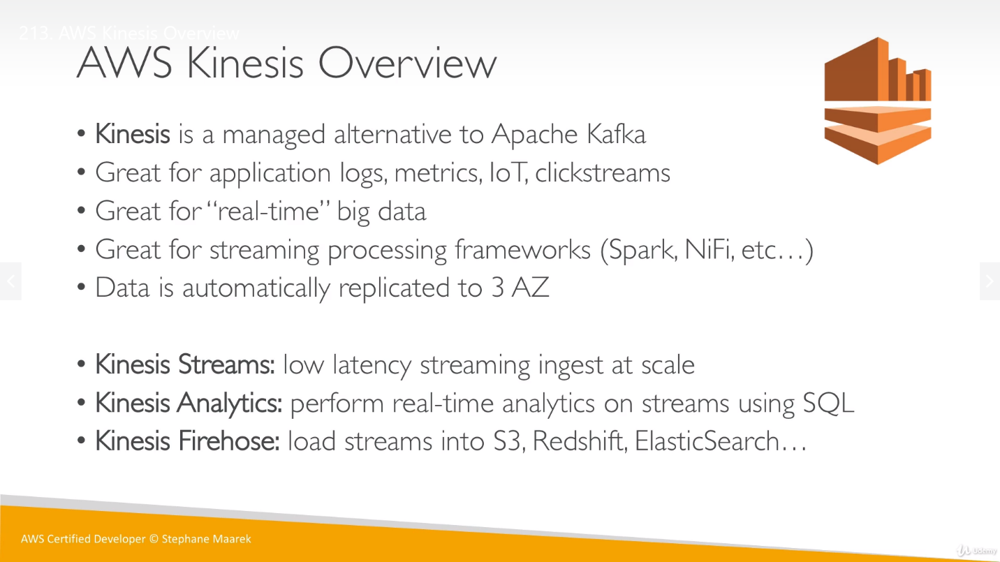 213. AWS Kinesis Overview
AWS Kinesis Overview
• Kinesis is a managed alternative to Apache Kafka
• Great for application logs, metrics, IoT, clickstreams
• Great for “real-time” big data
• Great for streaming processing frameworks (Spark, NiFi, etc…)
• Data is automatically replicated to 3 AZ
• Kinesis Streams: low latency streaming ingest at scale
• Kinesis Analytics: perform real-time analytics on streams using SQL
• Kinesis Firehose: load streams into S3, Redshift, ElasticSearch…
AWS Certified Developer © Stephane Maarek
Udemy